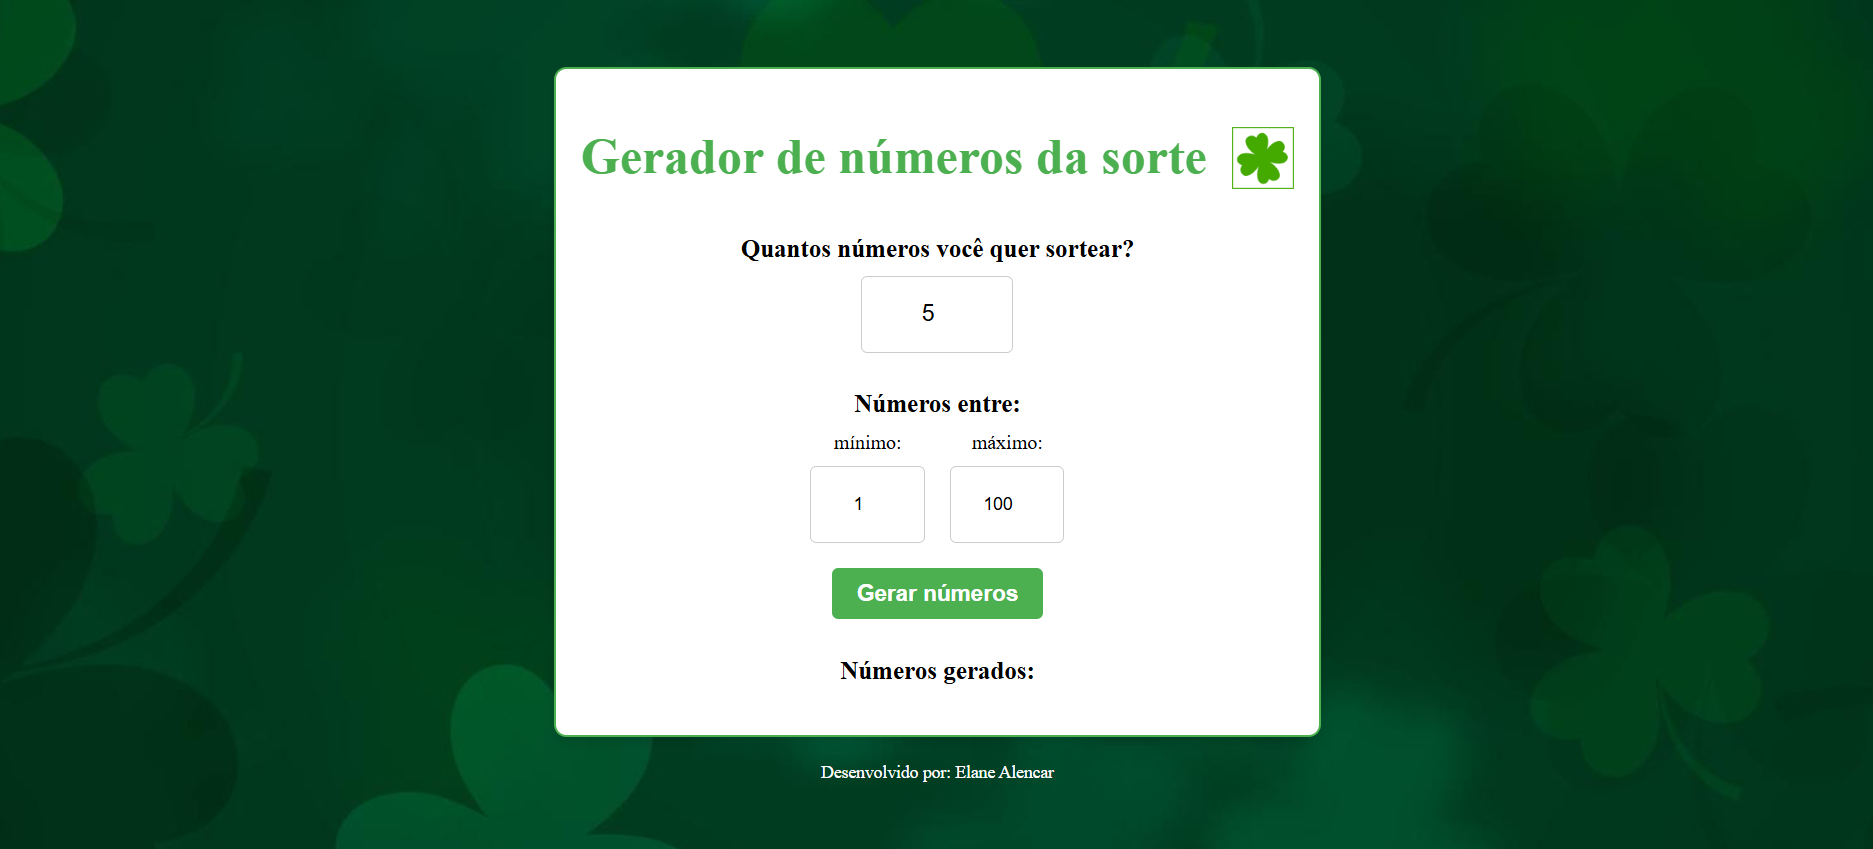 Gerador de números da sorte
Quantos números você quer sortear?
5
Números entre:
mínimo: máximo:
1 100
Gerar números
Números gerados:
Desenvolvido por: Elane Alencar